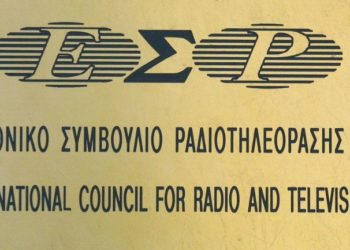 ΕΣΡ
ΟΝΙΚΟ ΣΥΜΒΟΥΛΙΟ ΡΑΔΙΟΤΗΛΕΟΡΑΣΗΣ
NATIONAL COUNCIL FOR RADIO AND TELEVIS